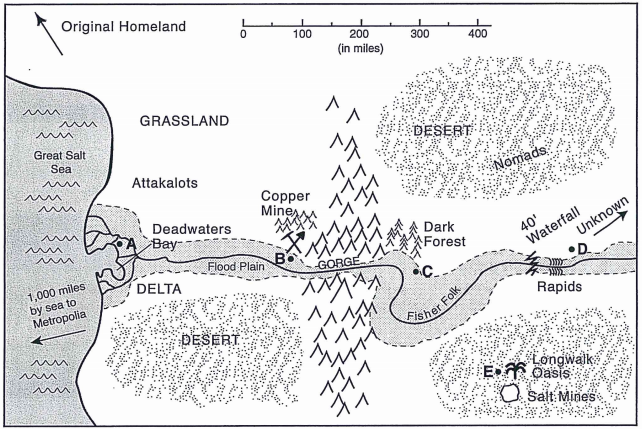 Original Homeland
0 100 200 300 400
(in miles)
GRASSLAND
DESERT
Nomads
Great Salt
Sea
Attakalots
Copper
Mine
Dark
Forest
40'
Waterfall
Unknown
Deadwaters
Bay
A
B
C
D
Flood Plain
GORGE
DELTA
Rapids
Fisher Folk
1,000 miles
by sea to
Metropolia
DESERT
E
Longwalk
Oasis
Salt Mines